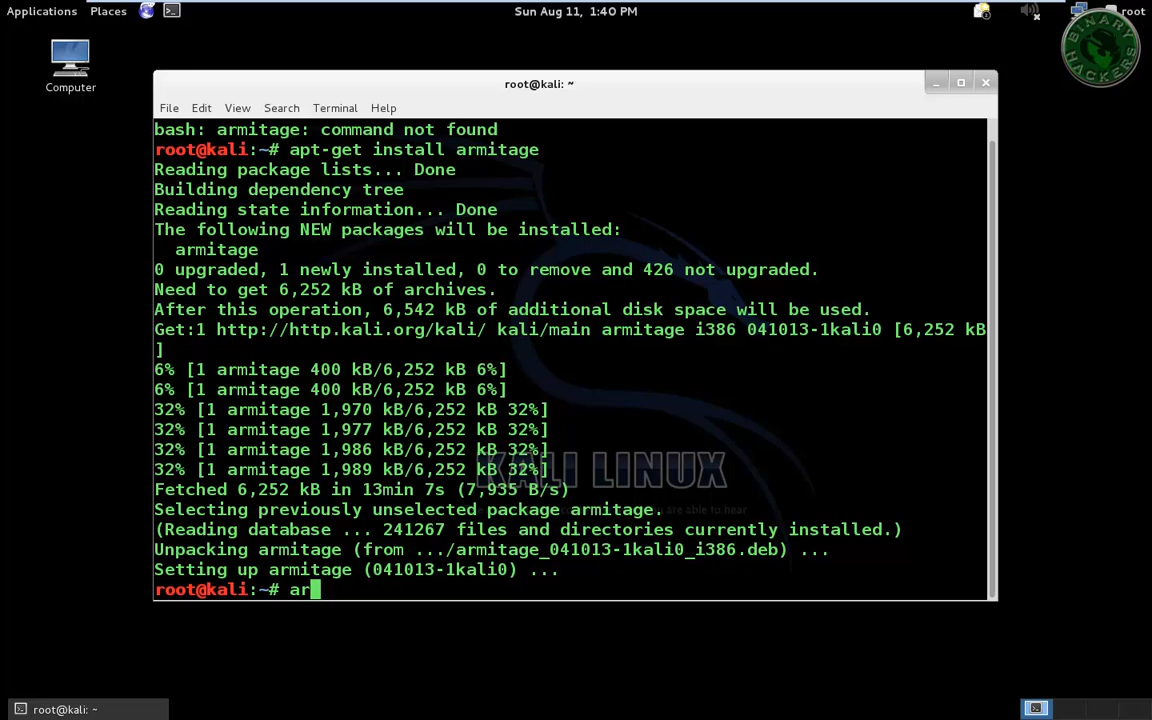 Applications Places
Sun Aug 11, 1:40 PM
root
BINARY HACKERS
Computer
root@kali: ~
File Edit View Search Terminal Help
bash: armitage: command not found
root@kali:~# apt-get install armitage
Reading package lists... Done
Building dependency tree
Reading state information... Done
The following NEW packages will be installed:
  armitage
0 upgraded, 1 newly installed, 0 to remove and 426 not upgraded.
Need to get 6,252 kB of archives.
After this operation, 6,542 kB of additional disk space will be used.
Get:1 http://http.kali.org/kali/ kali/main armitage i386 041013-1kali0 [6,252 kB
]
6% [1 armitage 400 kB/6,252 kB 6%]
6% [1 armitage 400 kB/6,252 kB 6%]
32% [1 armitage 1,970 kB/6,252 kB 32%]
32% [1 armitage 1,977 kB/6,252 kB 32%]
32% [1 armitage 1,986 kB/6,252 kB 32%]
32% [1 armitage 1,989 kB/6,252 kB 32%]
KALI LINUX
Fetched 6,252 kB in 13min 7s (7,935 B/s)
Selecting previously unselected package armitage.
are able to hear
(Reading database ... 241267 files and directories currently installed.)
Unpacking armitage (from .../armitage_041013-1kali0_i386.deb) ...
Setting up armitage (041013-1kali0) ...
root@kali:~# ar
root@kali: ~